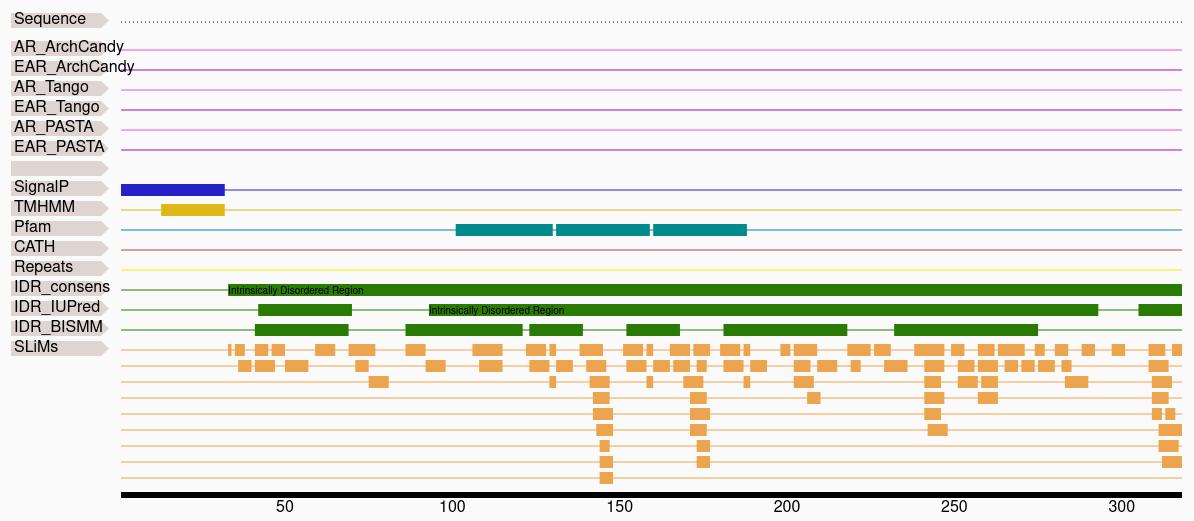 Sequence
AR_ArchCandy
EAR_ArchCandy
AR_Tango
EAR_Tango
AR_PASTA
EAR_PASTA
SignalP
TMHMM
Pfam
CATH
Repeats
IDR_consens Intrinsically Disordered Region
IDR_IUPred Intrinsically Disordered Region
IDR_BISMM
SLiMs
50 100 150 200 250 300